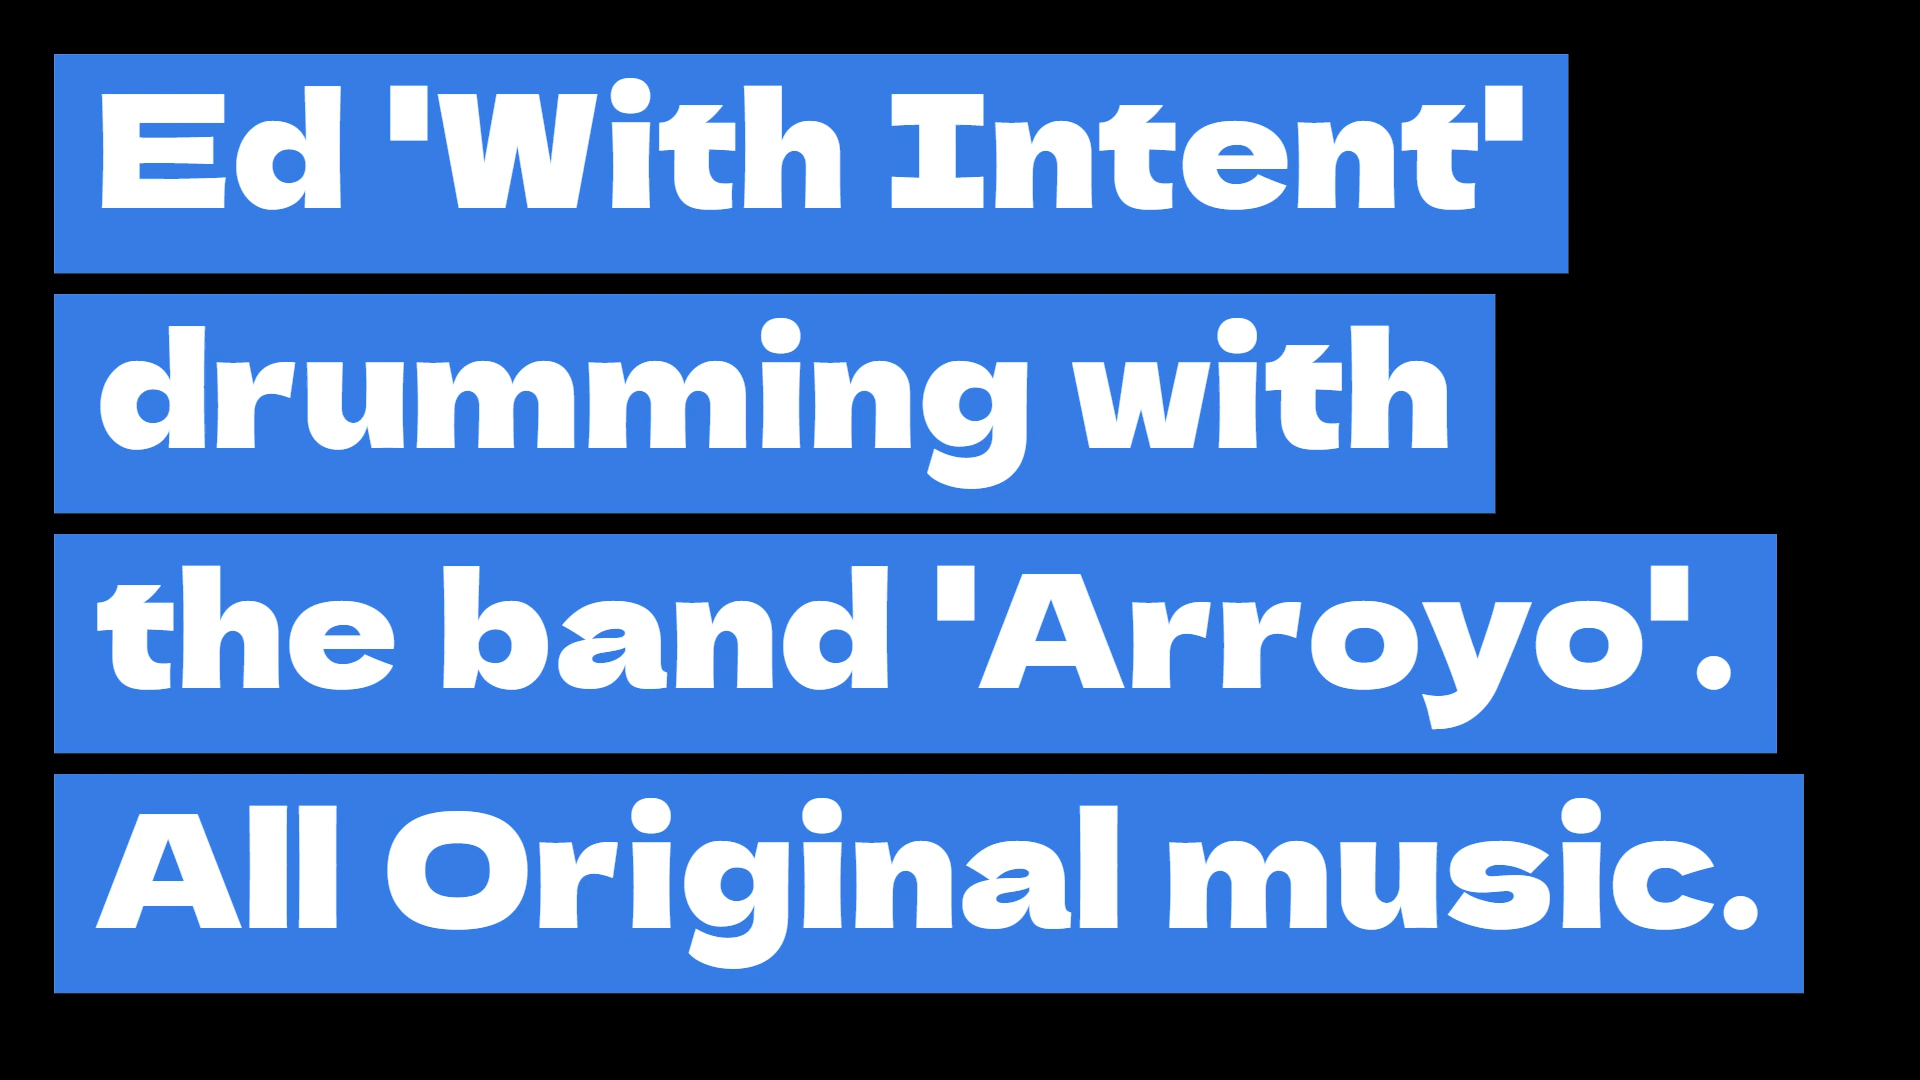 Ed 'With Intent'
drumming with
the band 'Arroyo'.
All Original music.